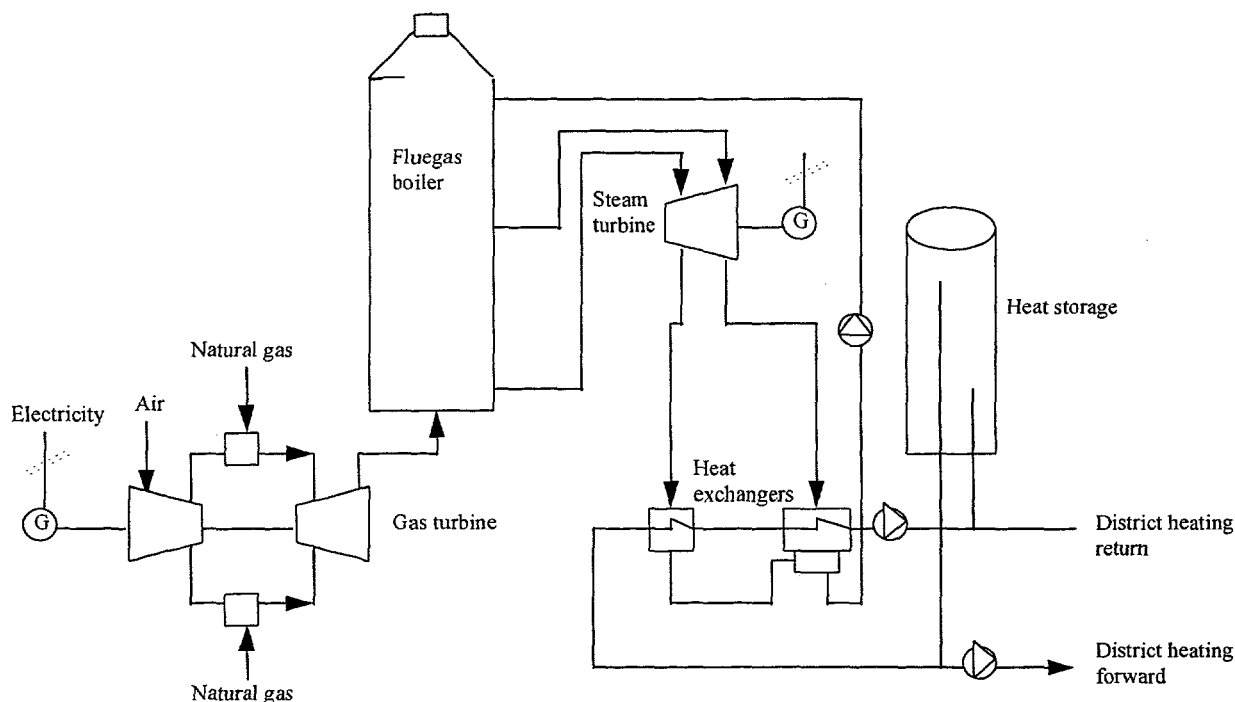 Fluegas
boiler
Steam
turbine
G
Heat storage
Natural gas
Electricity
Air
Heat
exchangers
G
Gas turbine
District heating
return
District heating
forward
Natural gas